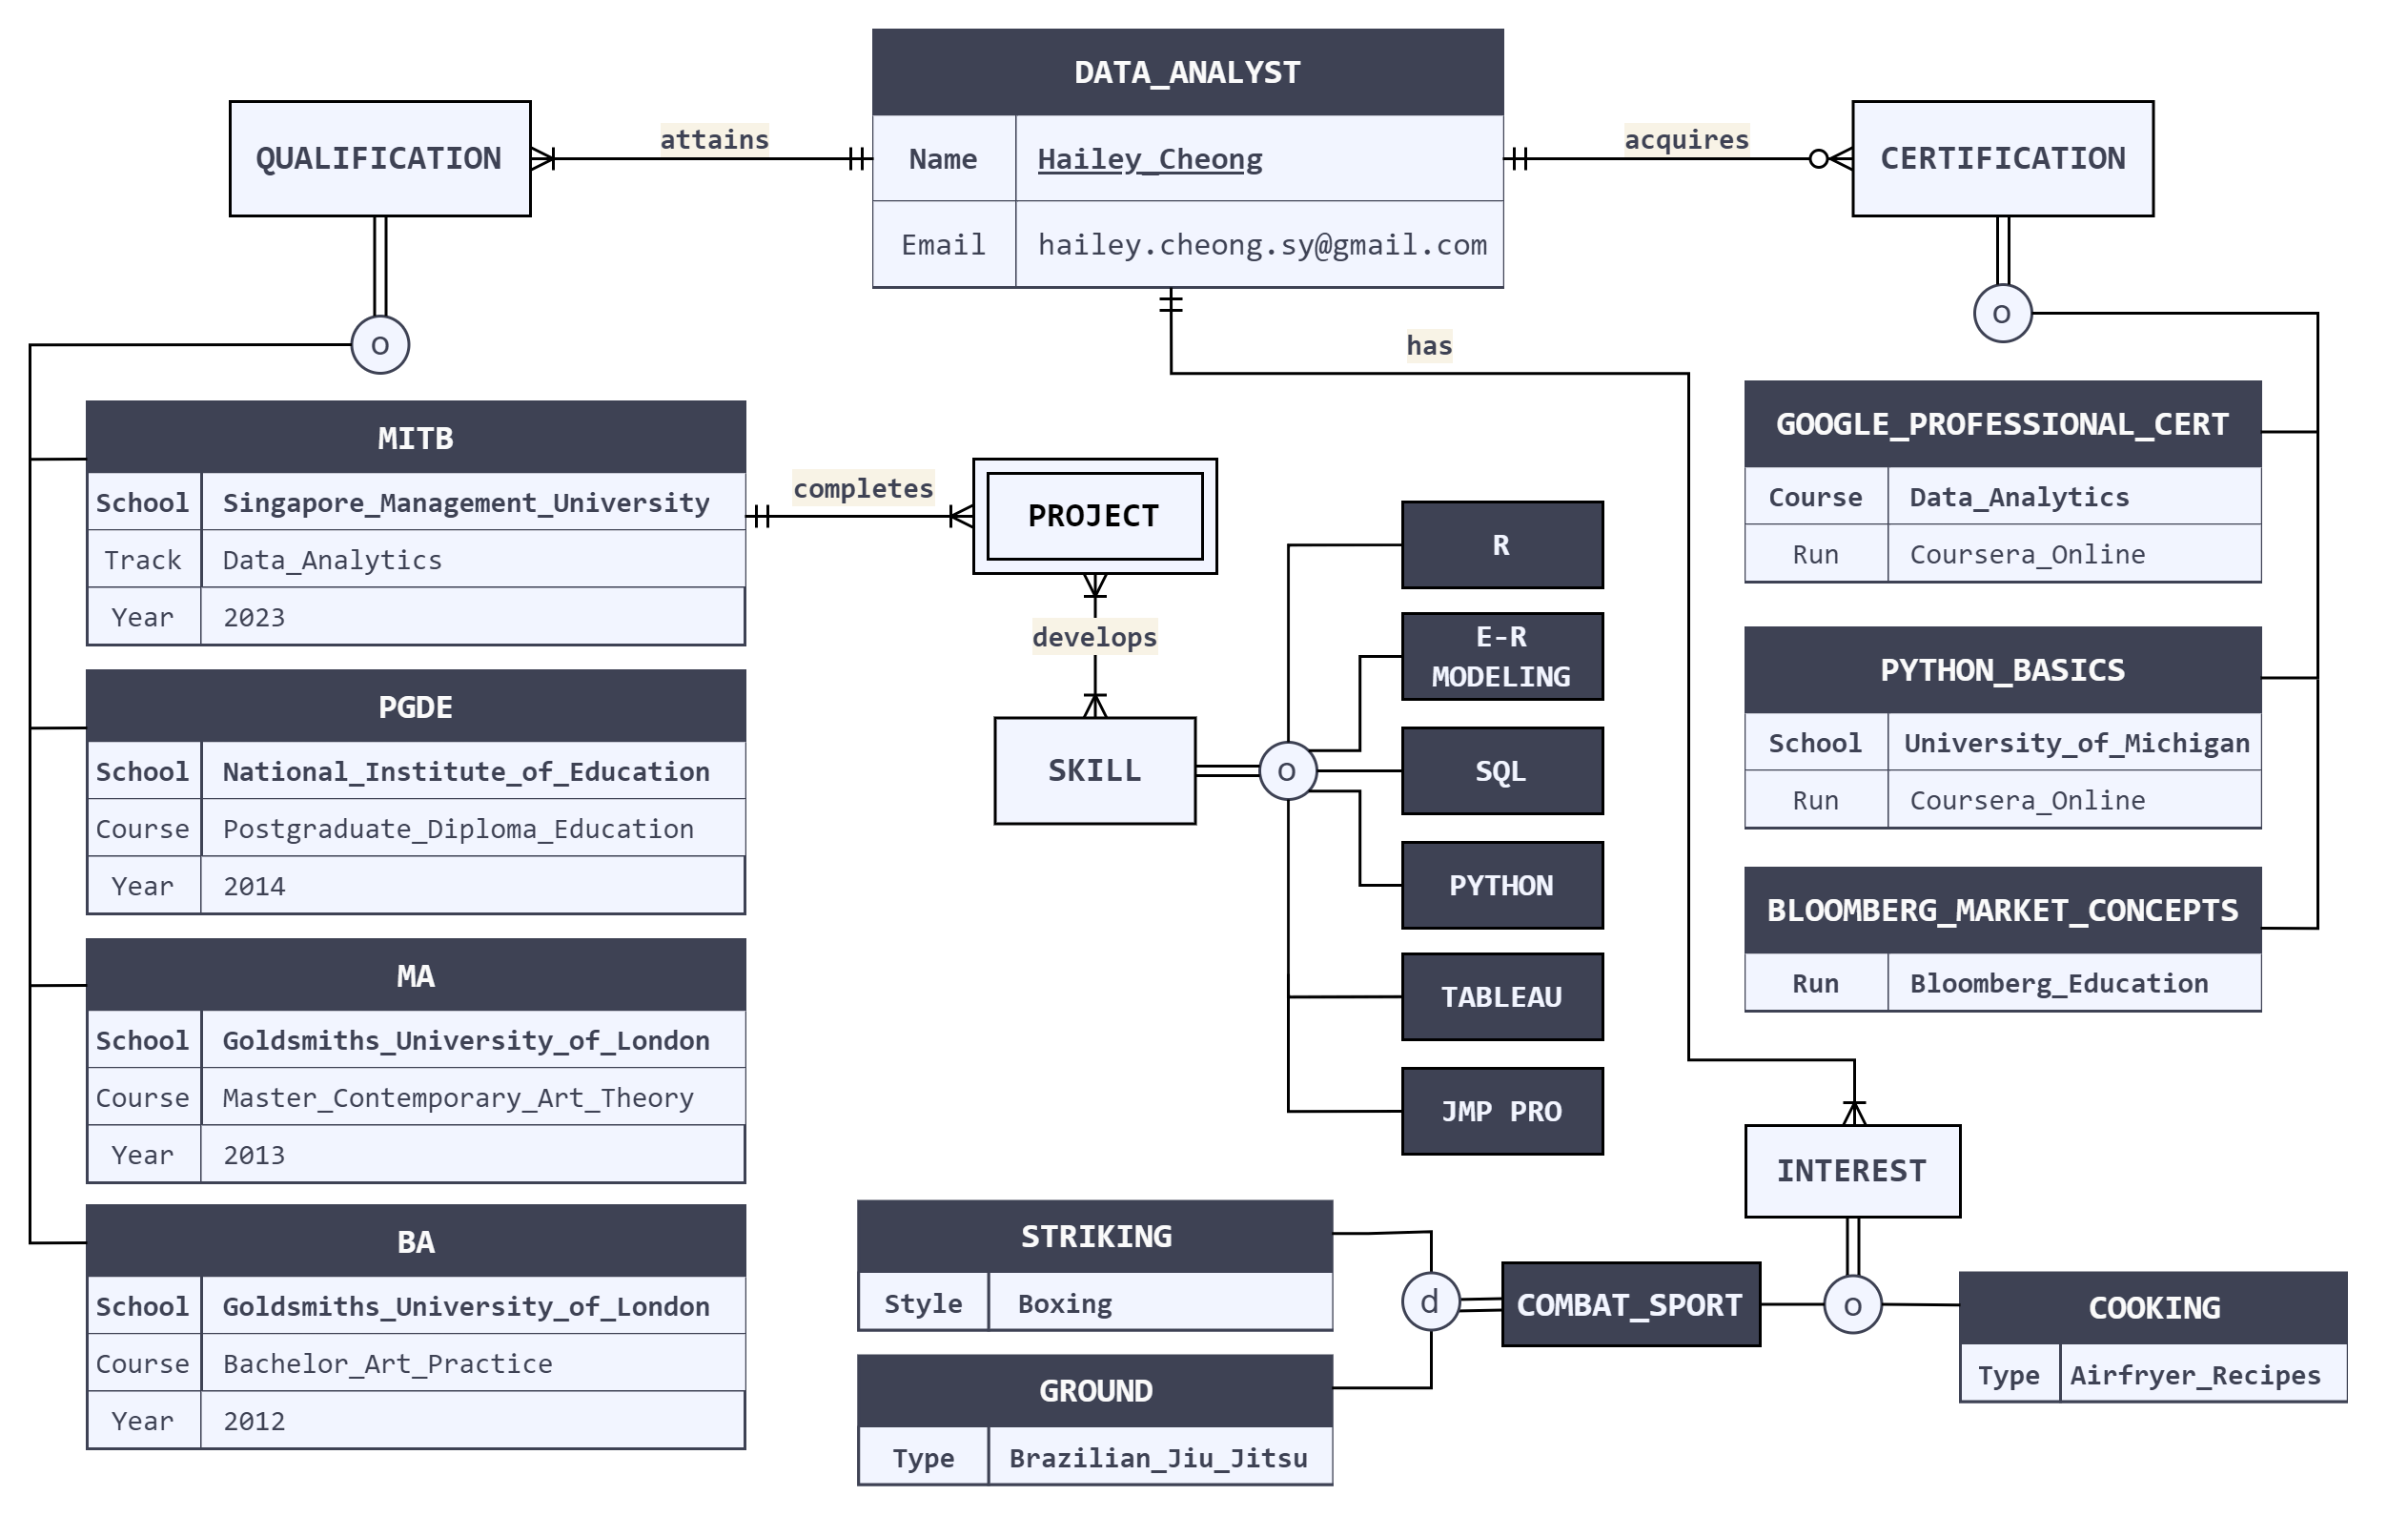 DATA_ANALYST
Name Hailey_Cheong
Email hailey.cheong.sy@gmail.com
QUALIFICATION
attains
acquires
CERTIFICATION
o
has
o
MITB
School Singapore_Management_University
Track Data_Analytics
Year 2023
PGDE
School National_Institute_of_Education
Course Postgraduate_Diploma_Education
Year 2014
MA
School Goldsmiths_University_of_London
Course Master_Contemporary_Art_Theory
Year 2013
BA
School Goldsmiths_University_of_London
Course Bachelor_Art_Practice
Year 2012
completes
PROJECT
develops
SKILL
o
R
E-R
MODELING
SQL
PYTHON
TABLEAU
JMP PRO
GOOGLE_PROFESSIONAL_CERT
Course Data_Analytics
Run Coursera_Online
PYTHON_BASICS
School University_of_Michigan
Run Coursera_Online
BLOOMBERG_MARKET_CONCEPTS
Run Bloomberg_Education
INTEREST
o
COMBAT_SPORT
d
STRIKING
Style Boxing
GROUND
Type Brazilian_Jiu_Jitsu
COOKING
Type Airfryer_Recipes